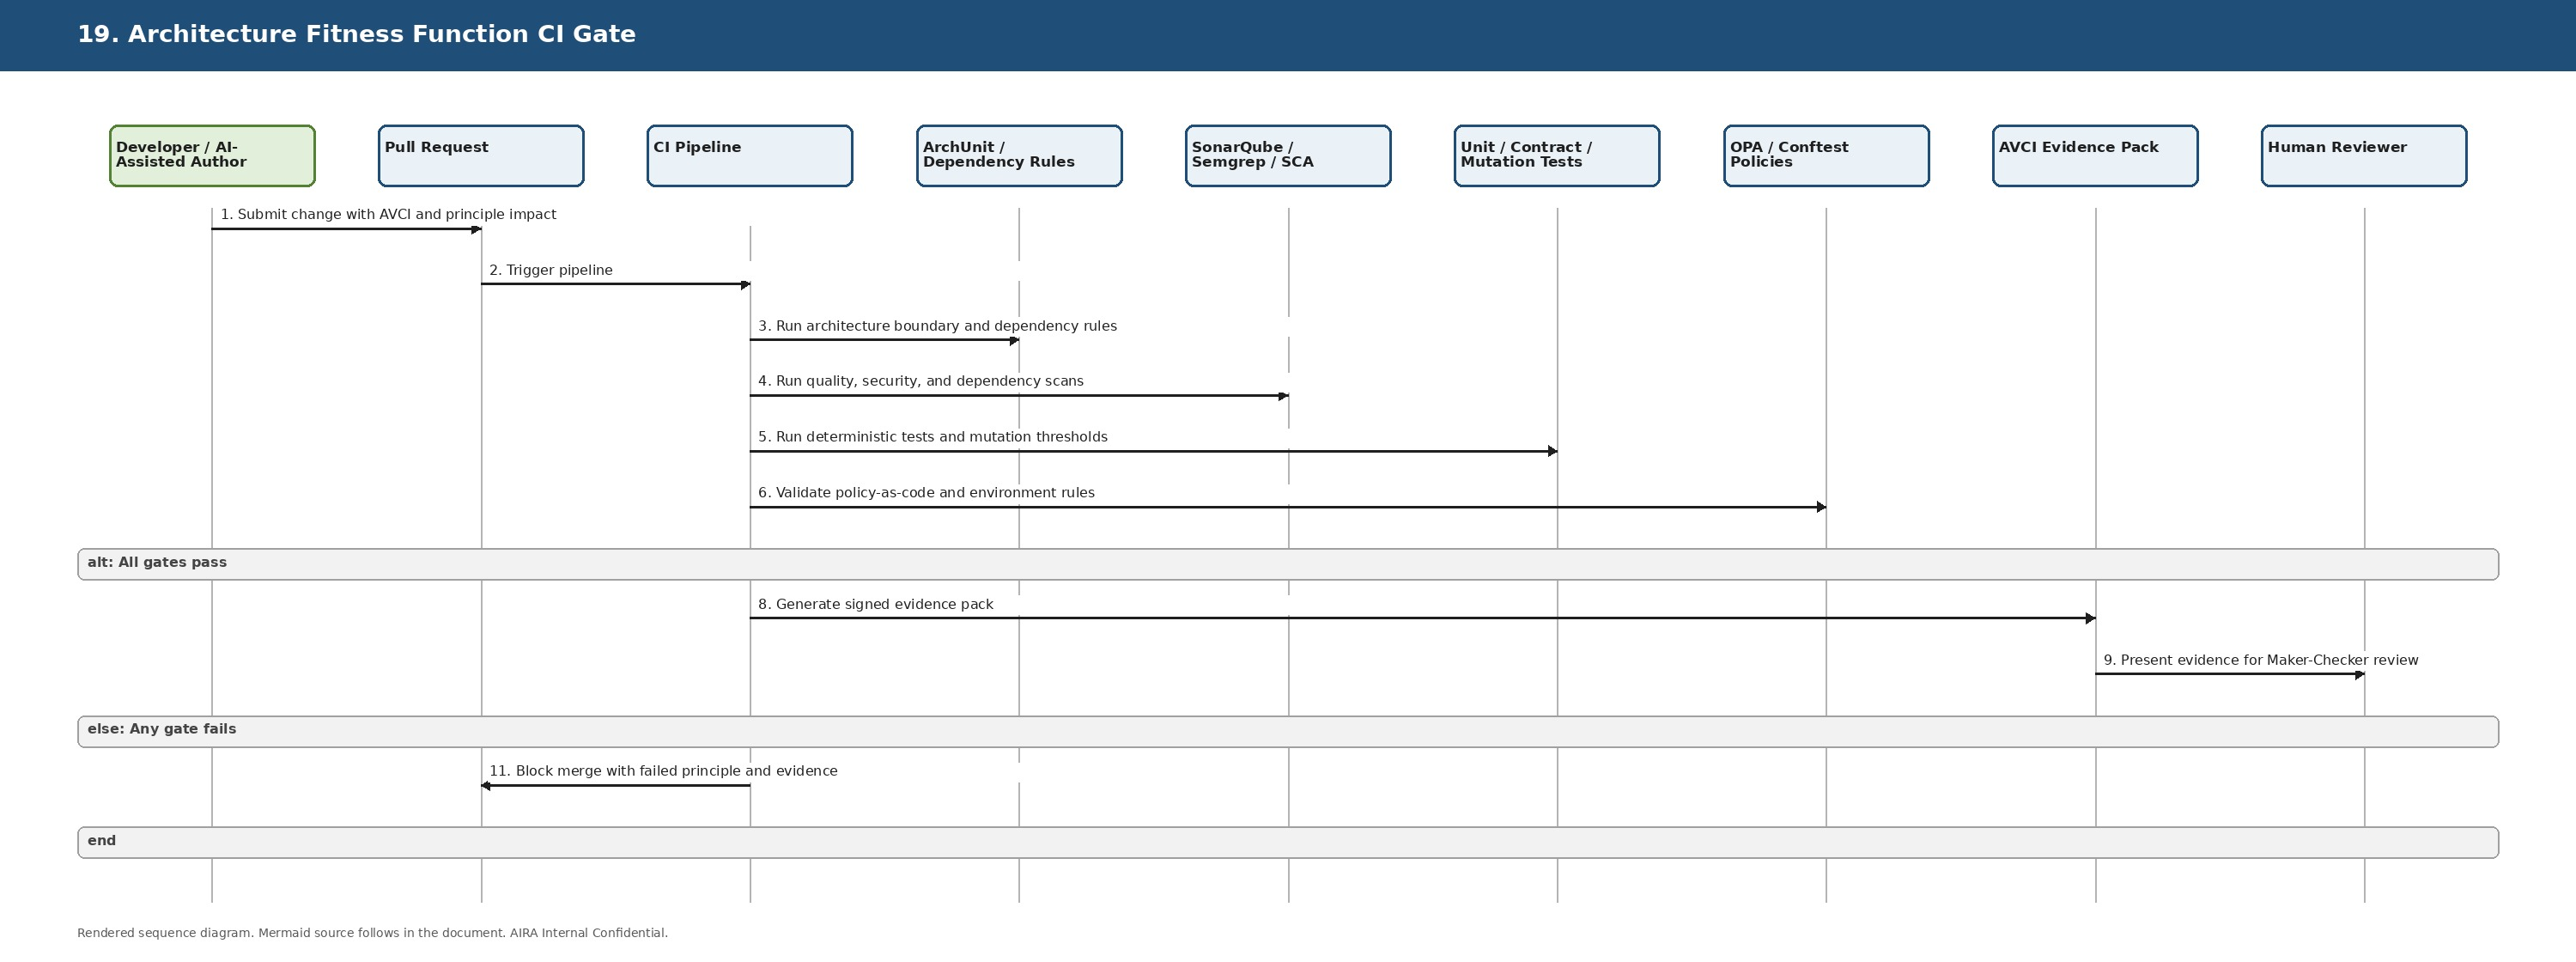 19. Architecture Fitness Function CI Gate
Developer / AI-
Assisted Author
Pull Request
CI Pipeline
ArchUnit /
Dependency Rules
SonarQube /
Semgrep / SCA
Unit / Contract /
Mutation Tests
OPA / Conftest
Policies
AVCI Evidence Pack
Human Reviewer
1. Submit change with AVCI and principle impact
2. Trigger pipeline
3. Run architecture boundary and dependency rules
4. Run quality, security, and dependency scans
5. Run deterministic tests and mutation thresholds
6. Validate policy-as-code and environment rules
alt: All gates pass
8. Generate signed evidence pack
9. Present evidence for Maker-Checker review
else: Any gate fails
11. Block merge with failed principle and evidence
end
Rendered sequence diagram. Mermaid source follows in the document. AIRA Internal Confidential.